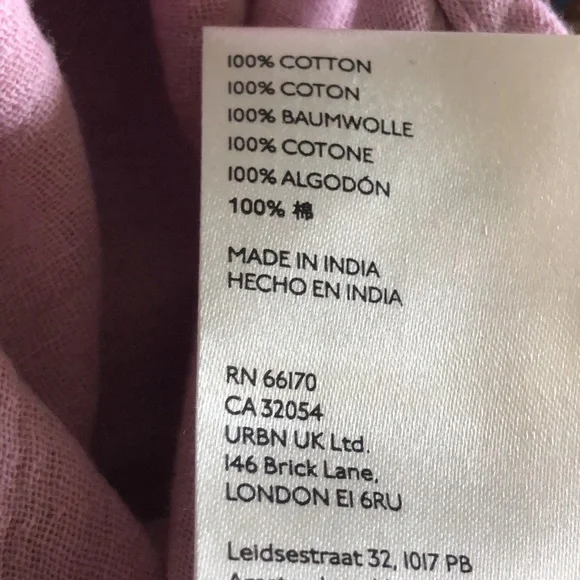 100% COTTON
100% COTON
100% BAUMWOLLE
100% COTONE
100% ALGODÓN
100% 棉
MADE IN INDIA
HECHO EN INDIA
RN 66170
CA 32054
URBN UK Ltd.
146 Brick Lane,
LONDON E1 6RU
Leidsestraat 32, 1017 PB